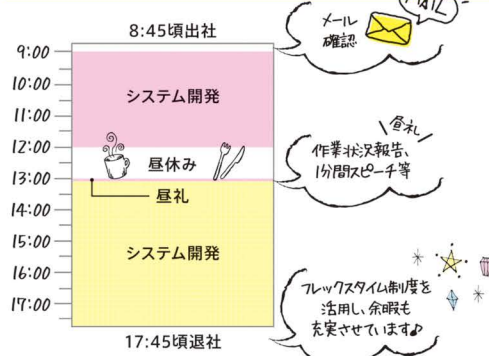 8:45頃出社
MAIL
メール
確認
9:00
10:00
システム開発
11:00
12:00
昼休み
昼礼
作業状況報告、
1分間スピーチ等
13:00
昼礼
14:00
15:00
システム開発
16:00
17:00
フレックスタイム制度を
活用し、余暇も
充実させています♪
17:45頃退社